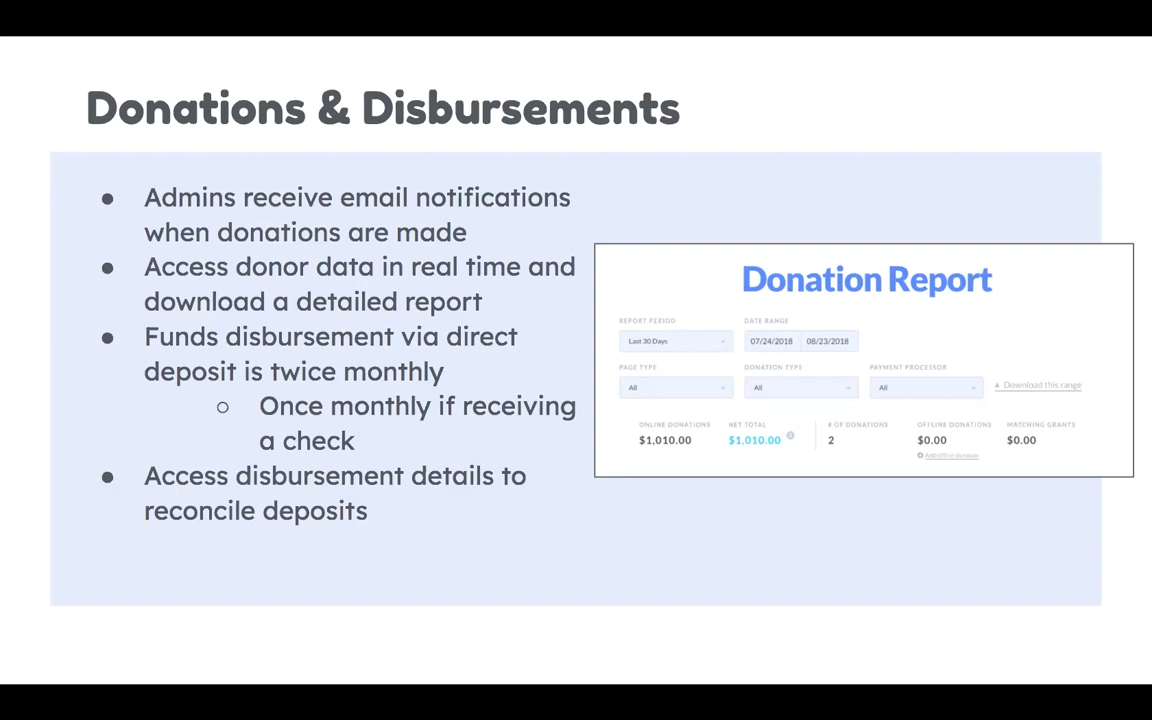 Donations & Disbursements
● Admins receive email notifications
when donations are made
● Access donor data in real time and
download a detailed report
● Funds disbursement via direct
deposit is twice monthly
○ Once monthly if receiving
a check
● Access disbursement details to
reconcile deposits
Donation Report
REPORT PERIOD DATE RANGE
Last 30 Days 07/24/2018 08/23/2018
PAGE TYPE DONATION TYPE PAYMENT PROCESSOR
All All All Download this range
ONLINE DONATIONS NET TOTAL # OF DONATIONS OFFLINE DONATIONS MATCHING GRANTS
$1,010.00 $1,010.00 2 $0.00 $0.00
Add offline donation